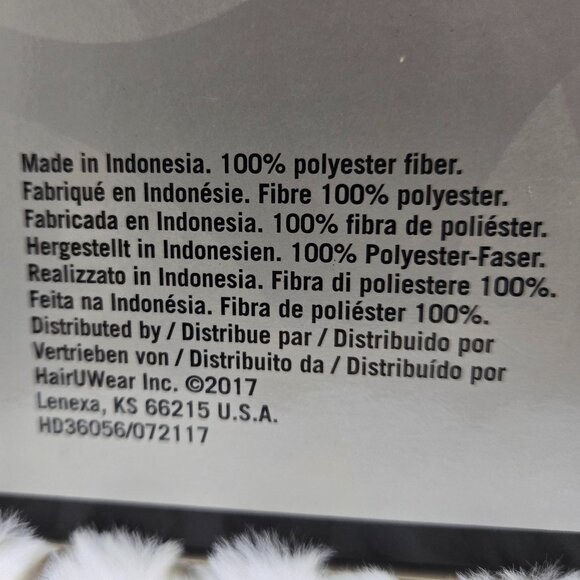 Made in Indonesia. 100% polyester fiber.
Fabriqué en Indonésie. Fibre 100% polyester.
Fabricada en Indonesia. 100% fibra de poliéster.
Hergestellt in Indonesien. 100% Polyester-Faser.
Realizzato in Indonesia. Fibra di poliestere 100%.
Feita na Indonésia. Fibra de poliéster 100%.
Distributed by / Distribue par / Distribuido por
Vertrieben von / Distribuito da / Distribuído por
HairUWear Inc. ©2017
Lenexa, KS 66215 U.S.A.
HD36056/072117